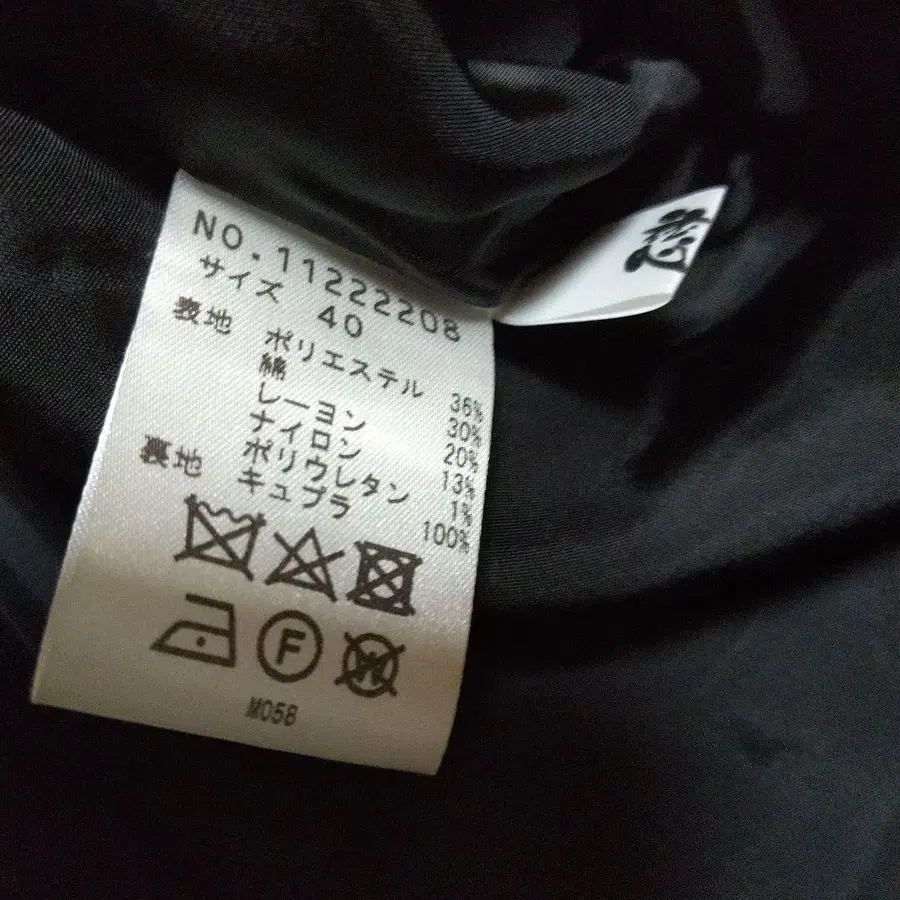 NO.11222208
サイズ 40
表地 ポリエステル 36%
綿 30%
レーヨン 20%
ナイロン 13%
ポリウレタン 1%
裏地 キュプラ 100%
F
W
M058